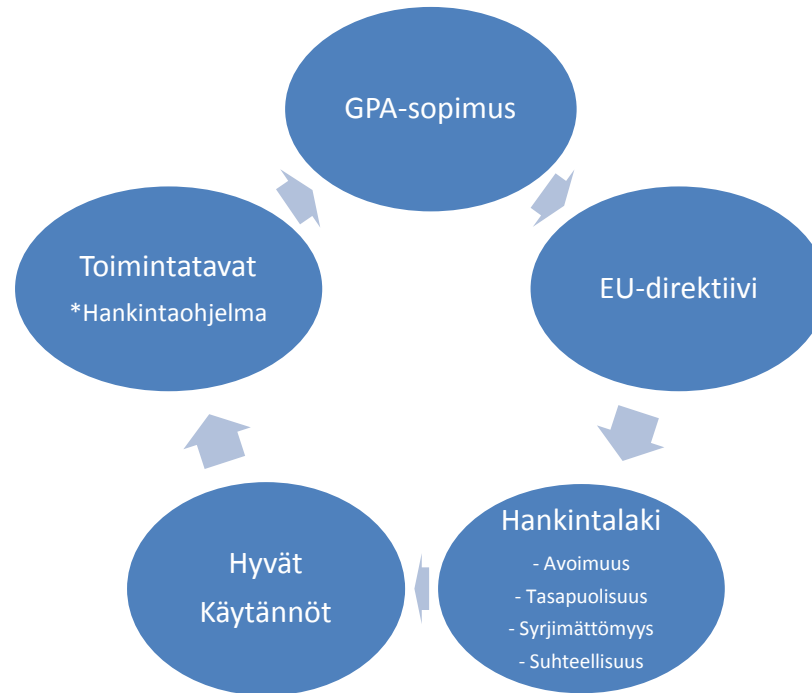 GPA-sopimus
EU-direktiivi
Hankintalaki
- Avoimuus
- Tasapuolisuus
- Syrjimättömyys
- Suhteellisuus
Hyvät
Käytännöt
Toimintatavat
*Hankintaohjelma